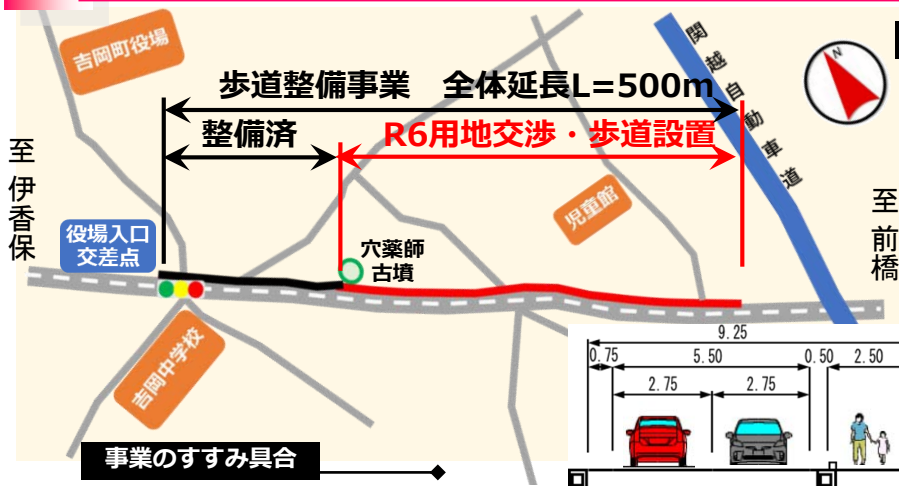 吉岡町役場
関越自動車道
N
歩道整備事業 全体延長L=500m
整備済
R6用地交渉・歩道設置
至 伊香保
児童館
至 前橋
役場入口
交差点
穴薬師
古墳
吉岡中学校
9.25
0.75 5.50 0.50 2.50
2.75 2.75
事業のすすみ具合